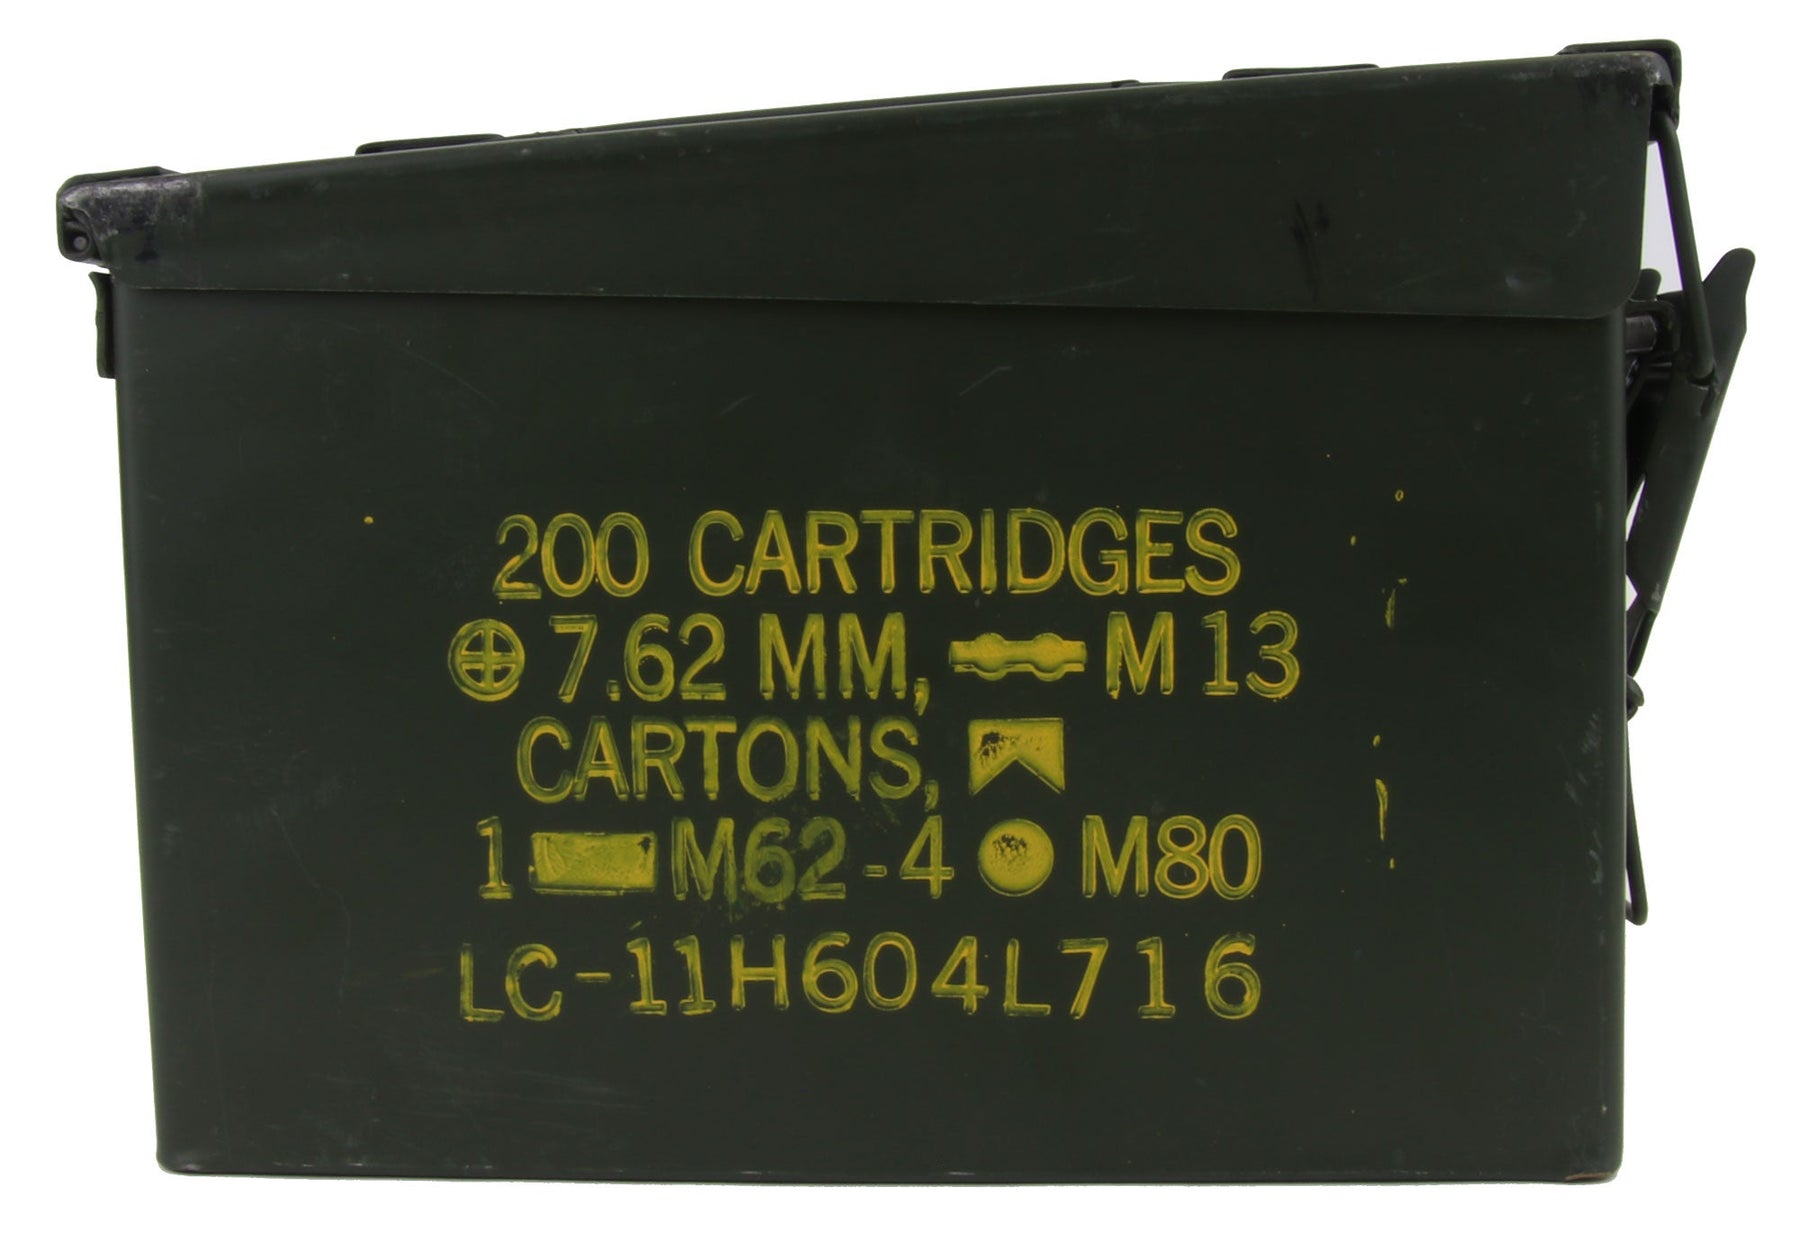 200 CARTRIDGES
7.62 MM, M13
CARTONS,
1 M62-4 M80
LC-11H604L716